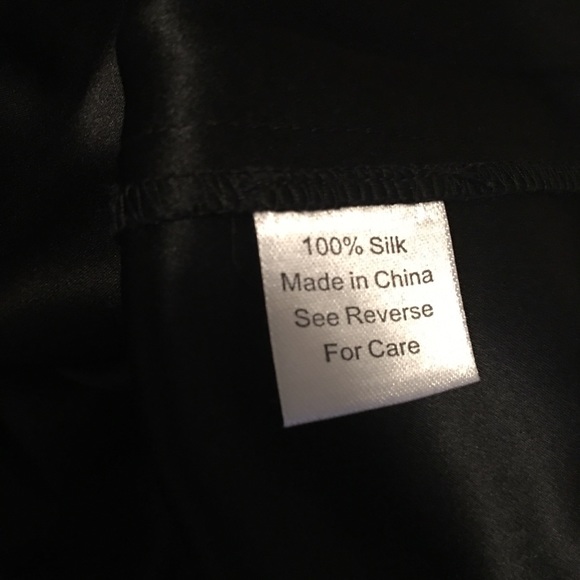 100% Silk
Made in China
See Reverse
For Care